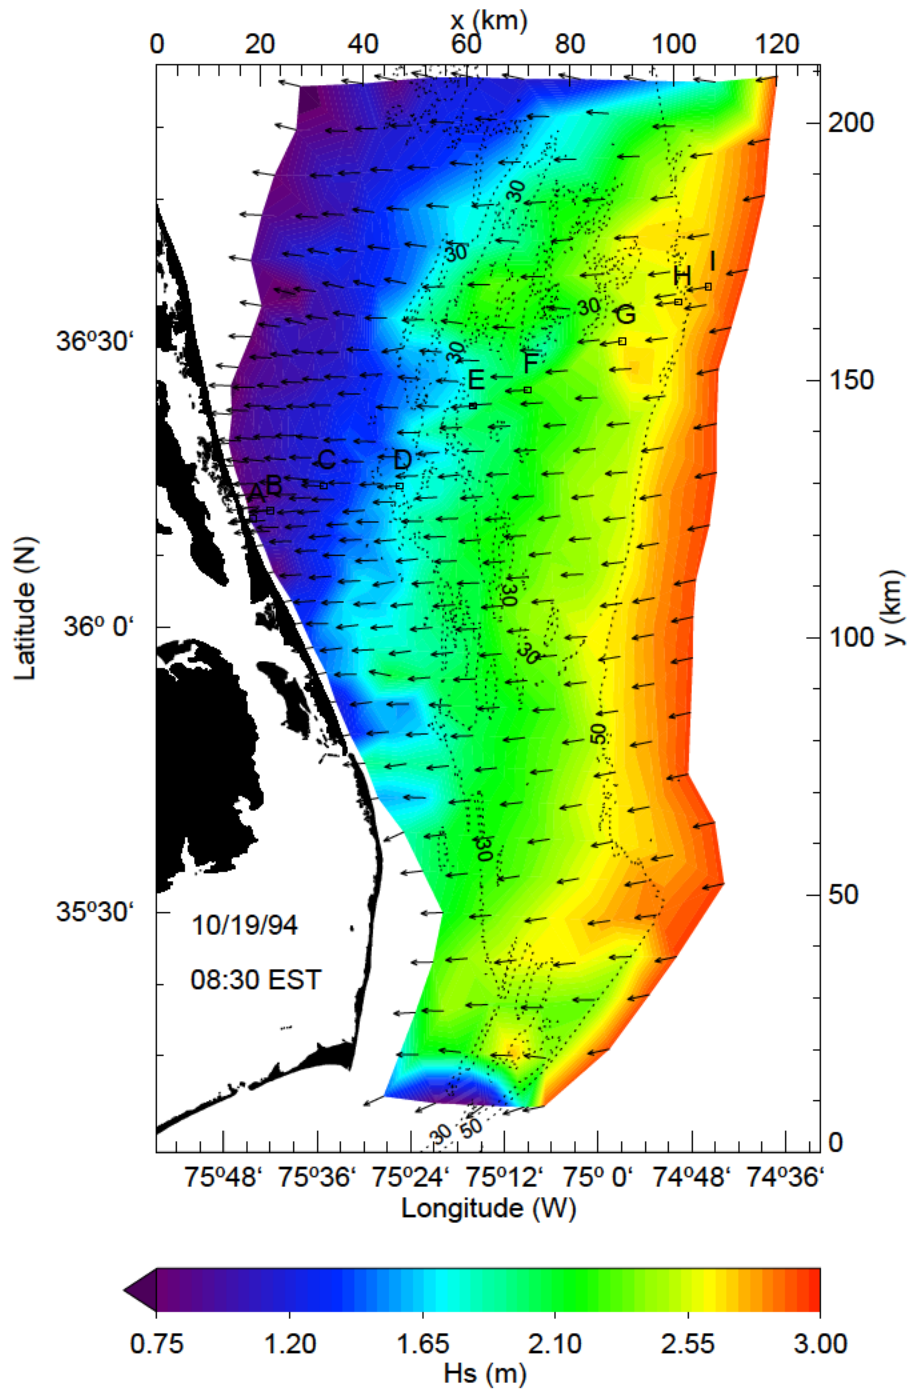 x (km)
0 20 40 60 80 100 120
200
30
30
I
H
30
G
36º30‘
30
F
E
150
D
C
B
A
Latitude (N)
30
36º 0‘
30
100
y (km)
50
30
50
35º30‘
10/19/94
08:30 EST
30
50
0
75º48‘ 75º36‘ 75º24‘ 75º12‘ 75º 0‘ 74º48‘ 74º36‘
Longitude (W)
0.75 1.20 1.65 2.10 2.55 3.00
Hs (m)